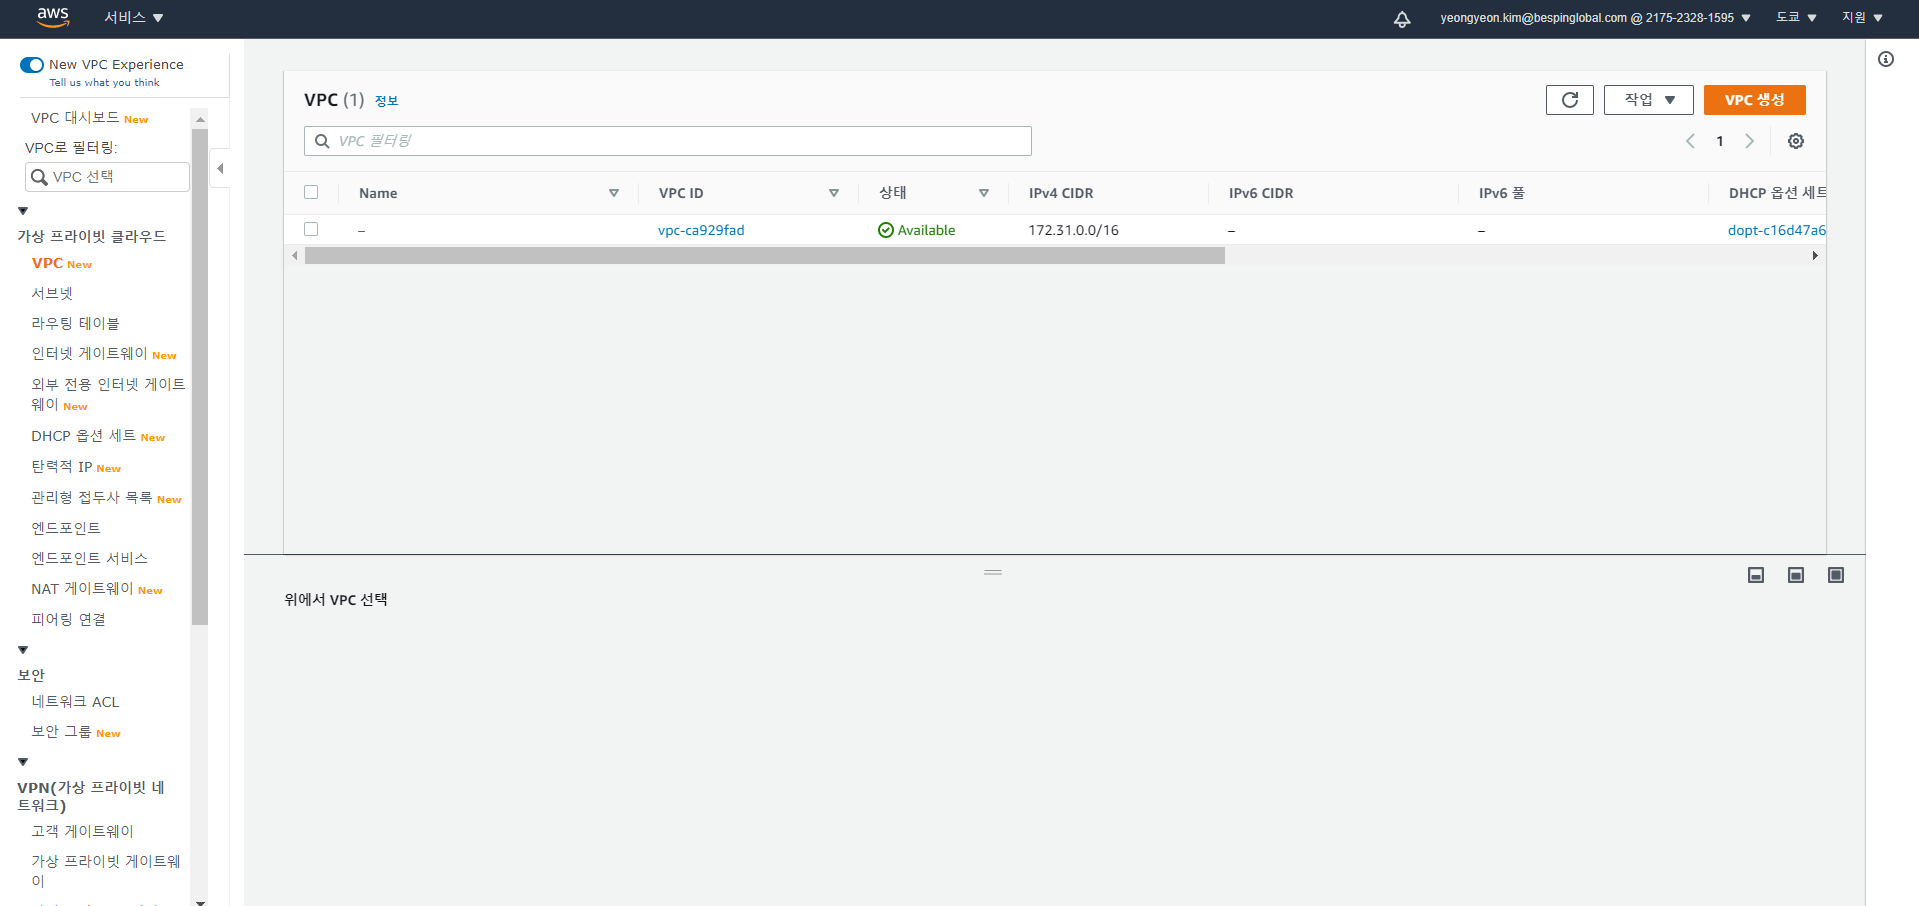 aws 서비스 yeongyeon.kim@bespinglobal.com @ 2175-2328-1595 도쿄 지원
New VPC Experience
Tell us what you think
VPC 대시보드 New
VPC로 필터링:
VPC 선택
가상 프라이빗 클라우드
VPC New
서브넷
라우팅 테이블
인터넷 게이트웨이 New
외부 전용 인터넷 게이트
웨이 New
DHCP 옵션 세트 New
탄력적 IP New
관리형 접두사 목록 New
엔드포인트
엔드포인트 서비스
NAT 게이트웨이 New
피어링 연결
보안
네트워크 ACL
보안 그룹 New
VPN(가상 프라이빗 네
트워크)
고객 게이트웨이
가상 프라이빗 게이트웨
이
VPC (1) 정보
작업 VPC 생성
VPC 필터링
1
Name VPC ID 상태 IPv4 CIDR IPv6 CIDR IPv6 풀 DHCP 옵션 세트
– vpc-ca929fad Available 172.31.0.0/16 – – dopt-c16d47a6
위에서 VPC 선택